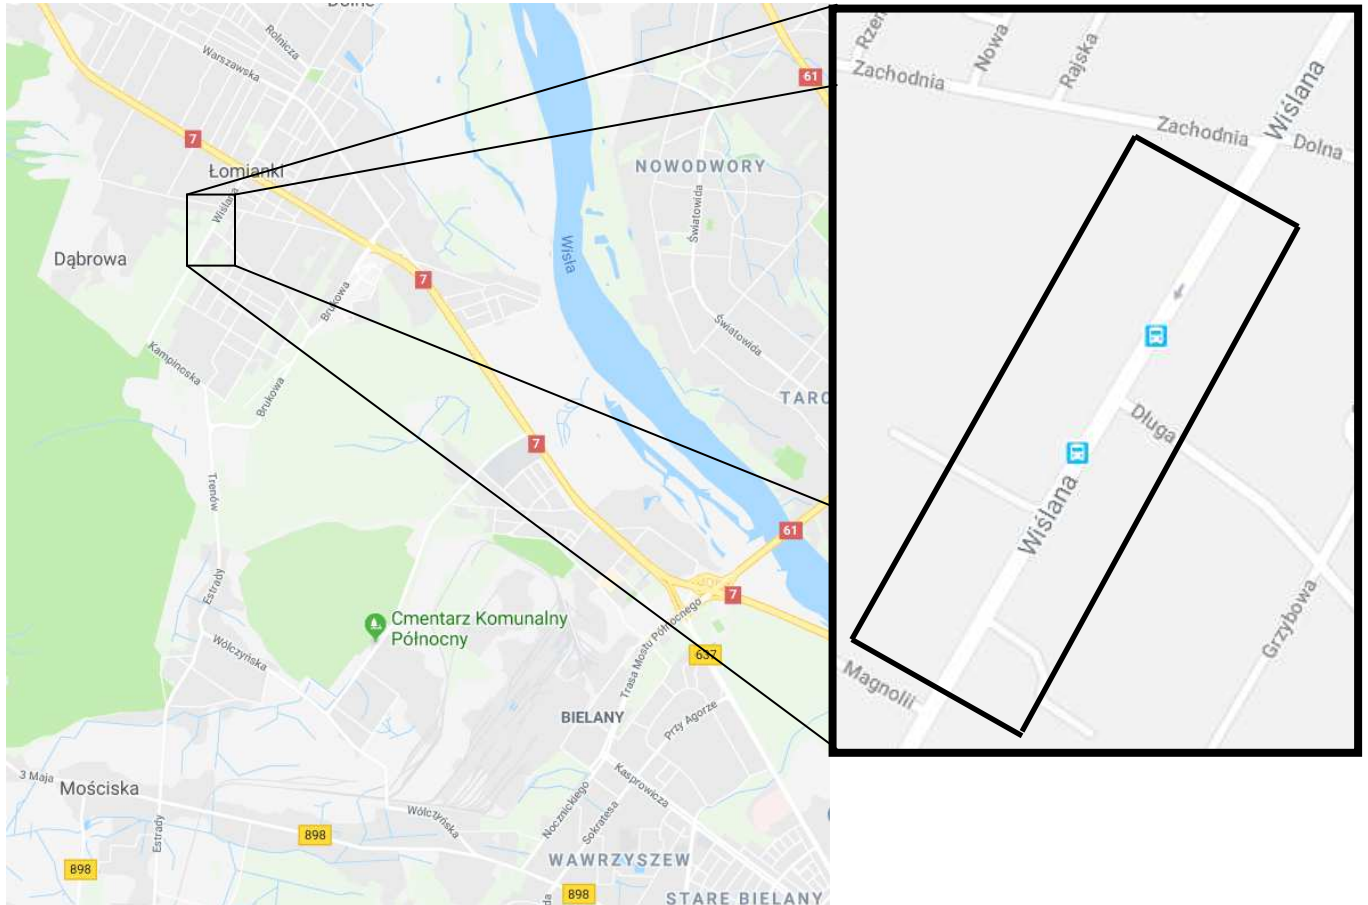 Rolnicza
Warszawska
61
7
Łomianki
NOWODWORY
Wiślana
Światowida
Dąbrowa
Wisła
7
Brukowa
Światowida
Kampinoska
Brukowa
7
Trenów
61
Estrady
7
Cmentarz Komunalny
Północny
Wólczyńska
637
Trasa Mostu Północnego
BIELANY
Przy Agorze
3 Maja
Mościska
Kasprowicza
Nocznickiego
Sokratesa
Wólczyńska
Estrady
898
898
WAWRZYSZEW
898
STARE BIELANY
Nowa
Rajska
Zachodnia
Wiślana
Zachodnia
Dolna
Długa
Wiślana
Grzybowa
Magnolii